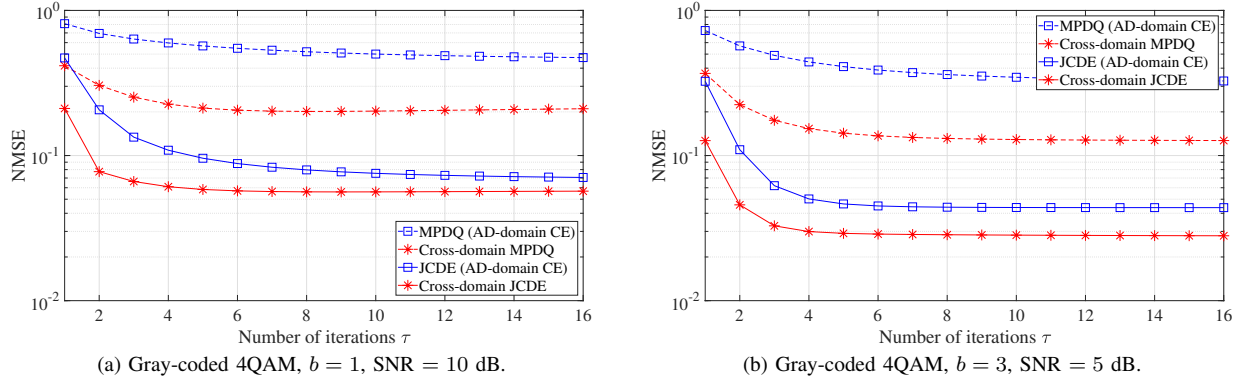 10^0
10^-1
10^-2
NMSE
2 4 6 8 10 12 14 16
Number of iterations τ
MPDQ (AD-domain CE)
Cross-domain MPDQ
JCDE (AD-domain CE)
Cross-domain JCDE
(a) Gray-coded 4QAM, b = 1, SNR = 10 dB.
10^0
10^-1
10^-2
NMSE
2 4 6 8 10 12 14 16
Number of iterations τ
MPDQ (AD-domain CE)
Cross-domain MPDQ
JCDE (AD-domain CE)
Cross-domain JCDE
(b) Gray-coded 4QAM, b = 3, SNR = 5 dB.